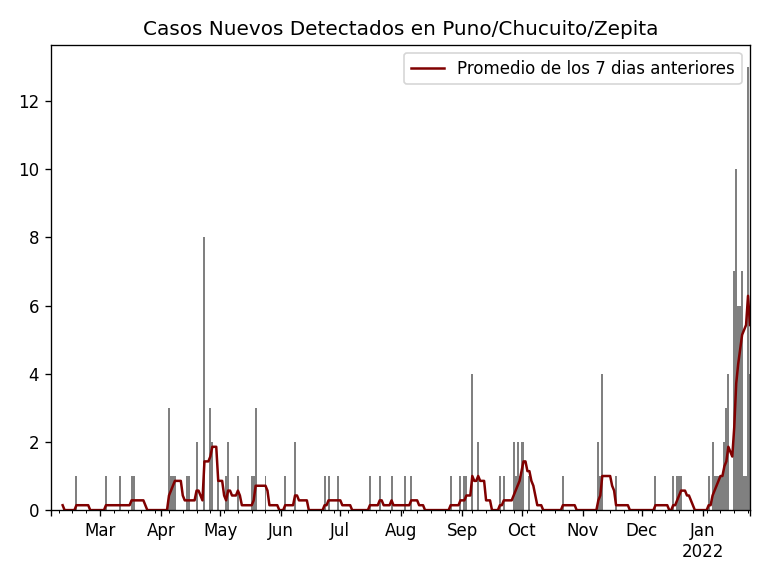 Casos Nuevos Detectados en Puno/Chucuito/Zepita
Promedio de los 7 dias anteriores
12
10
8
6
4
2
0
Mar Apr May Jun Jul Aug Sep Oct Nov Dec Jan
2022